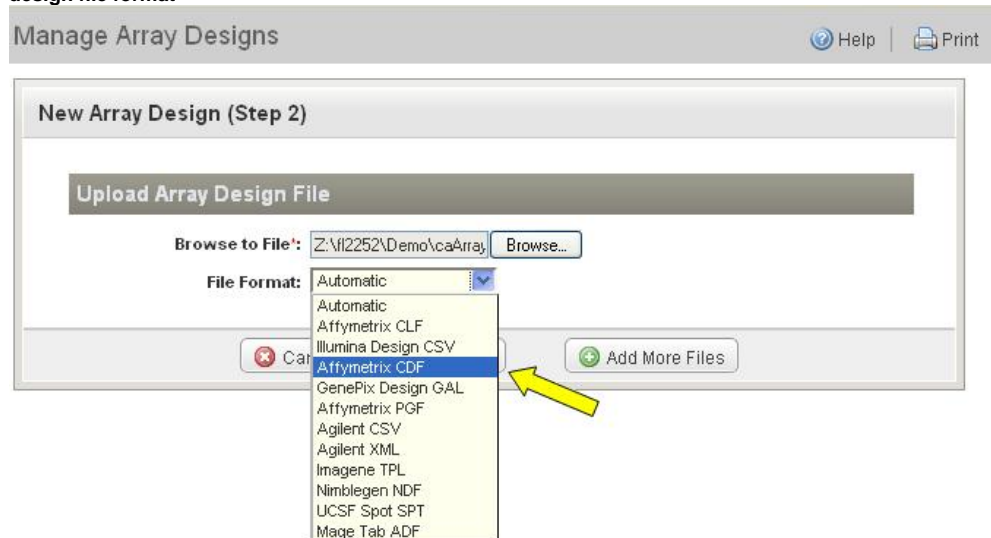 design file format
Manage Array Designs
Help | Print
New Array Design (Step 2)
Upload Array Design File
Browse to File*: Z:\fl2252\Demo\caArray Browse...
File Format: Automatic
Automatic
Affymetrix CLF
Illumina Design CSV
Affymetrix CDF
GenePix Design GAL
Affymetrix PGF
Agilent CSV
Agilent XML
Imagene TPL
Nimblegen NDF
UCSF Spot SPT
Mage Tab ADF
Add More Files